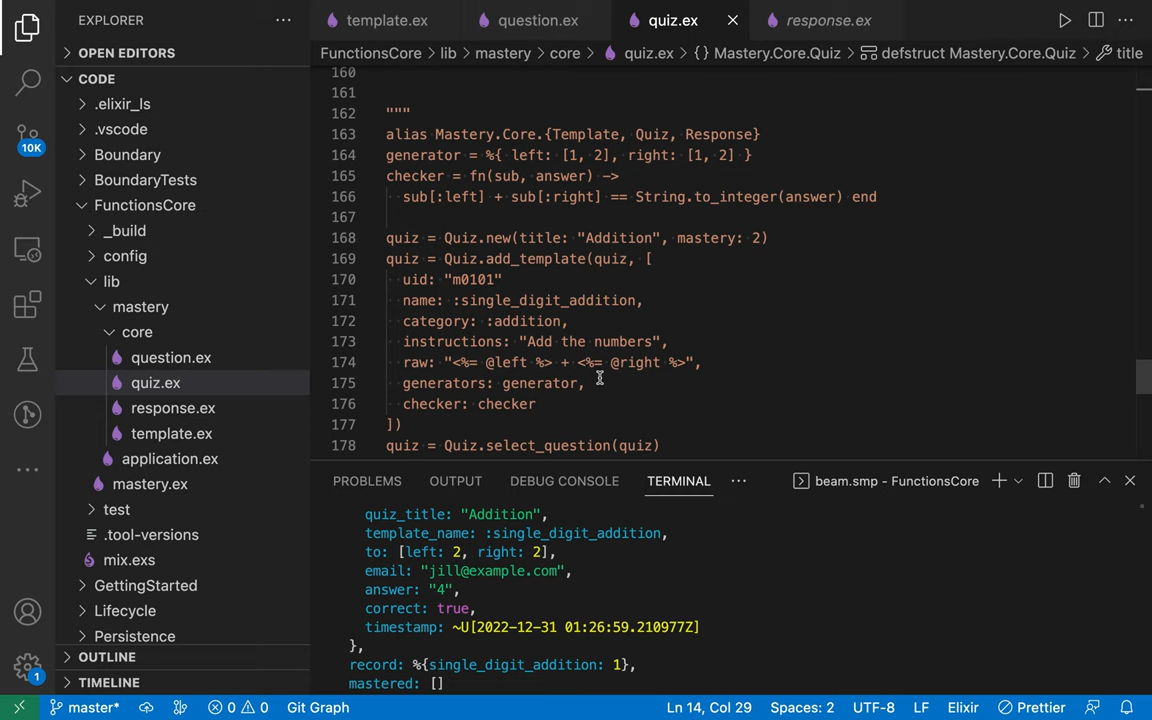 EXPLORER
template.ex
question.ex
quiz.ex
response.ex
OPEN EDITORS
FunctionsCore > lib > mastery > core > quiz.ex > {} Mastery.Core.Quiz > defstruct Mastery.Core.Quiz > title
CODE
.elixir_ls
.vscode
10K
Boundary
BoundaryTests
FunctionsCore
_build
config
lib
mastery
core
question.ex
quiz.ex
response.ex
template.ex
application.ex
mastery.ex
test
.tool-versions
mix.exs
GettingStarted
Lifecycle
Persistence
OUTLINE
TIMELINE
1
160
161
162 """
163 alias Mastery.Core.{Template, Quiz, Response}
164 generator = %{ left: [1, 2], right: [1, 2] }
165 checker = fn(sub, answer) ->
166 sub[:left] + sub[:right] == String.to_integer(answer) end
167
168 quiz = Quiz.new(title: "Addition", mastery: 2)
169 quiz = Quiz.add_template(quiz, [
170 uid: "m0101"
171 name: :single_digit_addition,
172 category: :addition,
173 instructions: "Add the numbers",
174 raw: "<%= @left %> + <%= @right %>",
175 generators: generator,
176 checker: checker
177 ])
178 quiz = Quiz.select_question(quiz)
PROBLEMS OUTPUT DEBUG CONSOLE TERMINAL
beam.smp - FunctionsCore
quiz_title: "Addition",
template_name: :single_digit_addition,
to: [left: 2, right: 2],
email: "jill@example.com",
answer: "4",
correct: true,
timestamp: ~U[2022-12-31 01:26:59.210977Z]
},
record: %{single_digit_addition: 1},
mastered: []
master* 0 0 Git Graph Ln 14, Col 29 Spaces: 2 UTF-8 LF Elixir Prettier